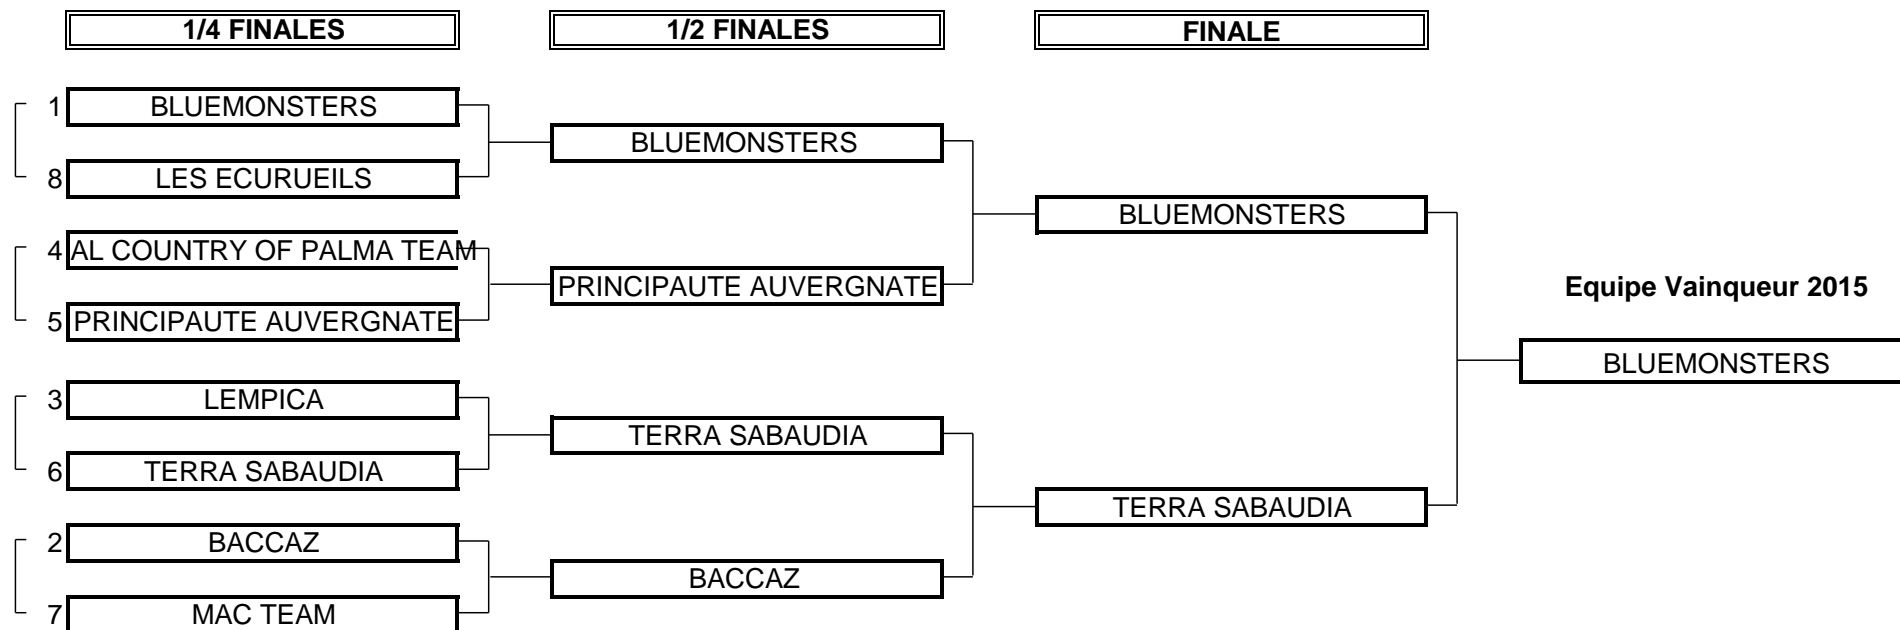 1/4 FINALES 1/2 FINALES FINALE
1 BLUEMONSTERS
BLUEMONSTERS
8 LES ECURUEILS
BLUEMONSTERS
4 AL COUNTRY OF PALMA TEAM
PRINCIPAUTE AUVERGNATE
Equipe Vainqueur 2015
5 PRINCIPAUTE AUVERGNATE
BLUEMONSTERS
3 LEMPICA
TERRA SABAUDIA
6 TERRA SABAUDIA
TERRA SABAUDIA
2 BACCAZ
BACCAZ
7 MAC TEAM